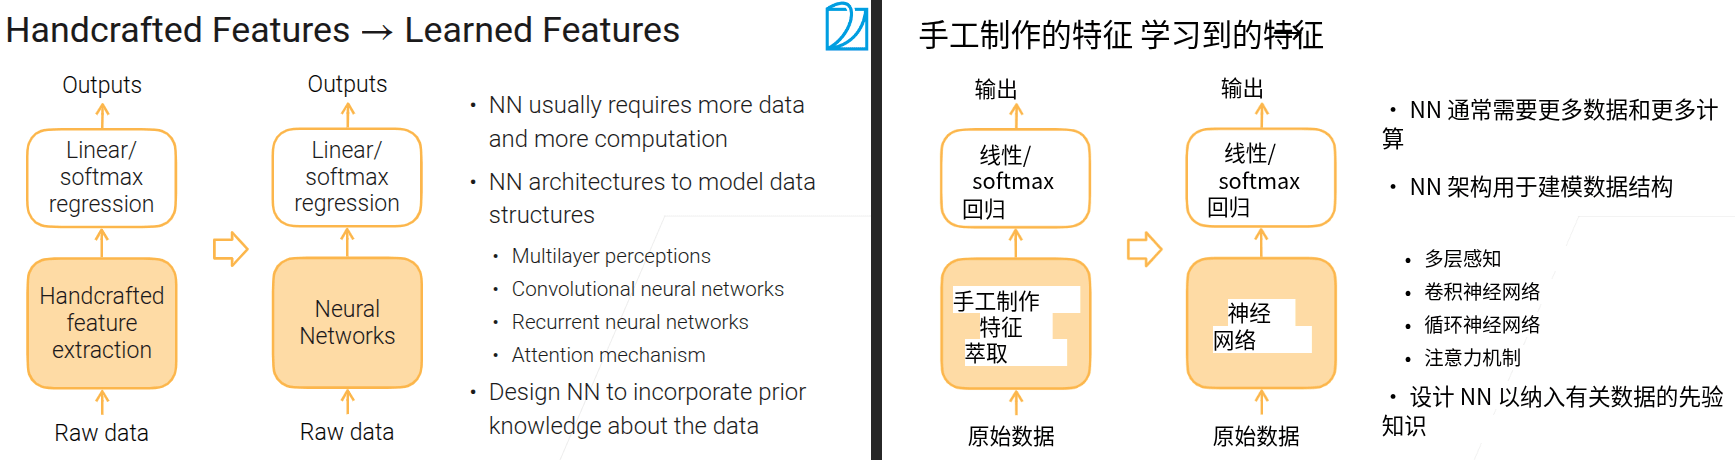 Handcrafted Features → Learned Features
Outputs
Linear/
softmax
regression
Handcrafted
feature
extraction
Raw data
Outputs
Linear/
softmax
regression
Neural
Networks
Raw data
• NN usually requires more data
and more computation
• NN architectures to model data
structures
• Multilayer perceptions
• Convolutional neural networks
• Recurrent neural networks
• Attention mechanism
• Design NN to incorporate prior
knowledge about the data
手工制作的特征 学习到的特征
输出
线性/
softmax
回归
手工制作
特征
萃取
原始数据
输出
线性/
softmax
回归
神经
网络
原始数据
• NN 通常需要更多数据和更多计
算
• NN 架构用于建模数据结构
• 多层感知
• 卷积神经网络
• 循环神经网络
• 注意力机制
• 设计 NN 以纳入有关数据的先验
知识